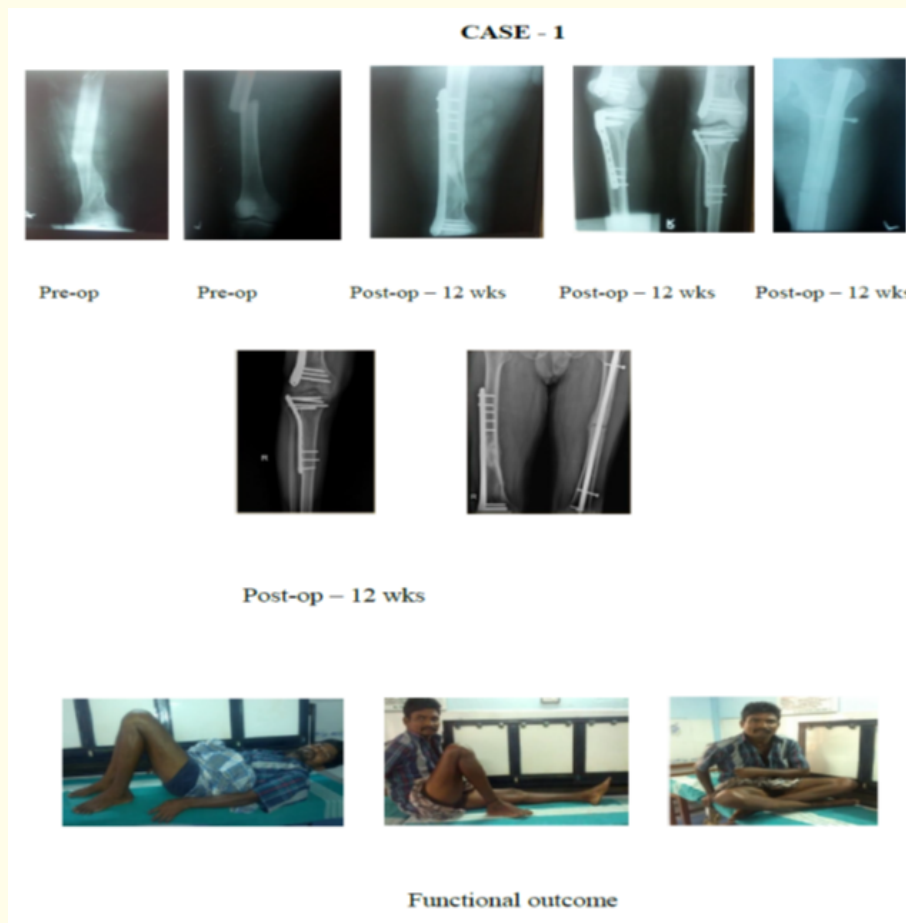 CASE - 1
Pre-op
Pre-op
Post-op – 12 wks
Post-op – 12 wks
Post-op – 12 wks
Post-op – 12 wks
Functional outcome